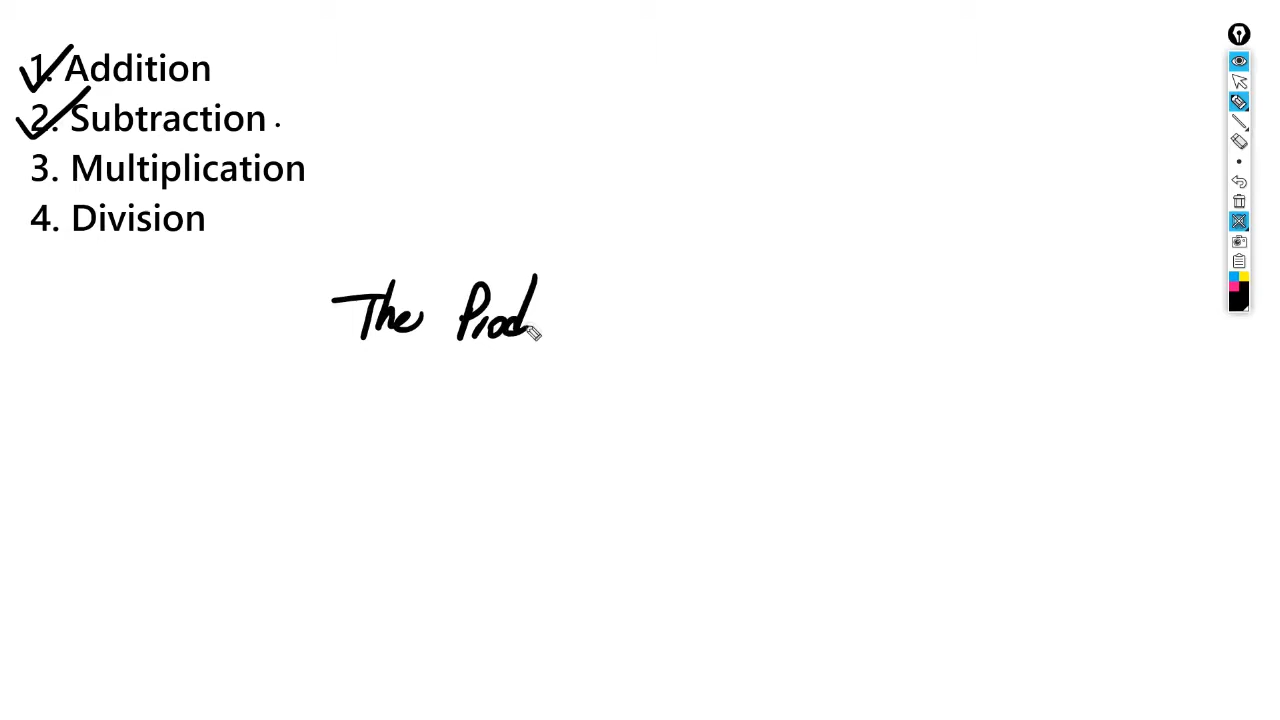 1. Addition
2. Subtraction .
3. Multiplication
4. Division
The Prod